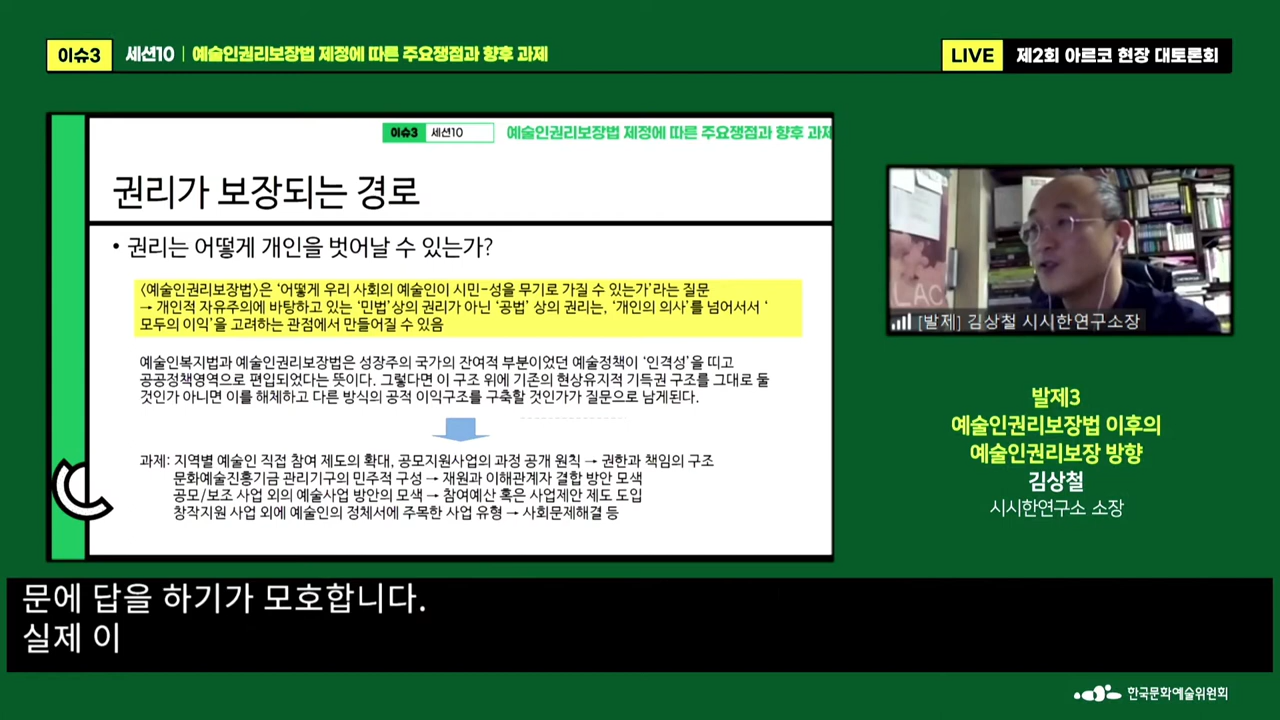 이슈3 세션10 | 예술인권리보장법 제정에 따른 주요쟁점과 향후 과제
LIVE 제2회 아르코 현장 대토론회
이슈3 세션10 예술인권리보장법 제정에 따른 주요쟁점과 향후 과제
권리가 보장되는 경로
• 권리는 어떻게 개인을 벗어날 수 있는가?
<예술인권리보장법>은 '어떻게 우리 사회의 예술인이 시민-성을 무기로 가질 수 있는가'라는 질문
→ 개인적 자유주의에 바탕하고 있는 '민법'상의 권리가 아닌 '공법' 상의 권리는, '개인의 의사'를 넘어서서 '
모두의 이익'을 고려하는 관점에서 만들어질 수 있음
예술인복지법과 예술인권리보장법은 성장주의 국가의 잔여적 부분이었던 예술정책이 '인격성'을 띠고
공공정책영역으로 편입되었다는 뜻이다. 그렇다면 이 구조 위에 기존의 현상유지적 기득권 구조를 그대로 둘
것인가 아니면 이를 해체하고 다른 방식의 공적 이익구조를 구축할 것인가가 질문으로 남게된다.
과제: 지역별 예술인 직접 참여 제도의 확대, 공모지원사업의 과정 공개 원칙 → 권한과 책임의 구조
문화예술진흥기금 관리기구의 민주적 구성 → 재원과 이해관계자 결합 방안 모색
공모/보조 사업 외의 예술사업 방안의 모색 → 참여예산 혹은 사업제안 제도 도입
창작지원 사업 외에 예술인의 정체서에 주목한 사업 유형 → 사회문제해결 등
LAC
[발제] 김상철 시시한연구소장
발제3
예술인권리보장법 이후의
예술인권리보장 방향
김상철
시시한연구소 소장
문에 답을 하기가 모호합니다.
실제 이
한국문화예술위원회